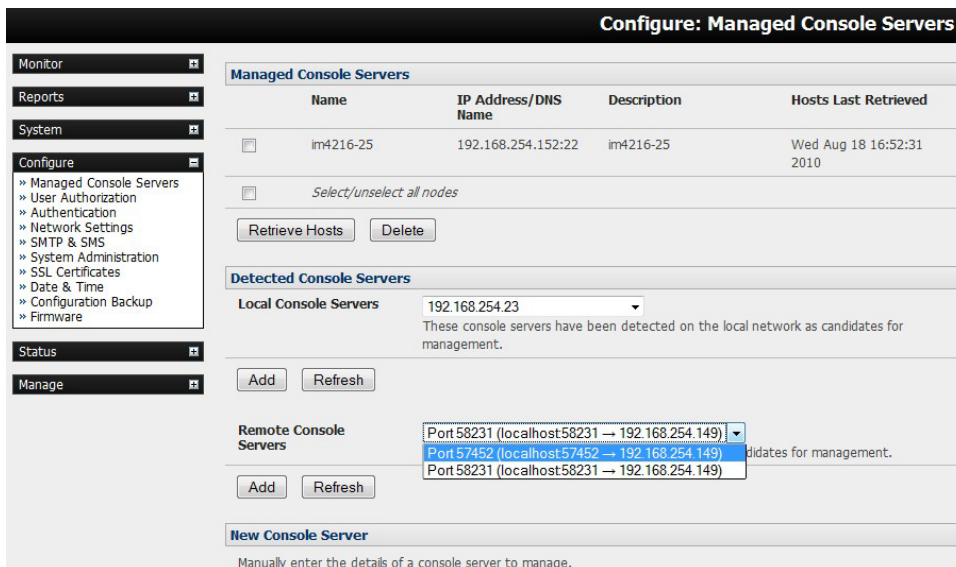 Configure: Managed Console Servers
Monitor
Reports
System
Configure
» Managed Console Servers
» User Authorization
» Authentication
» Network Settings
» SMTP & SMS
» System Administration
» SSL Certificates
» Date & Time
» Configuration Backup
» Firmware
Status
Manage
Managed Console Servers
Name IP Address/DNS Name Description Hosts Last Retrieved
im4216-25 192.168.254.152:22 im4216-25 Wed Aug 18 16:52:31 2010
Select/unselect all nodes
Retrieve Hosts Delete
Detected Console Servers
Local Console Servers 192.168.254.23
These console servers have been detected on the local network as candidates for
management.
Add Refresh
Remote Console Servers
Port 58231 (localhost:58231 → 192.168.254.149)
Port 57452 (localhost:57452 → 192.168.254.149)
didates for management.
Port 58231 (localhost:58231 → 192.168.254.149)
Add Refresh
New Console Server
Manually enter the details of a console server to manage.